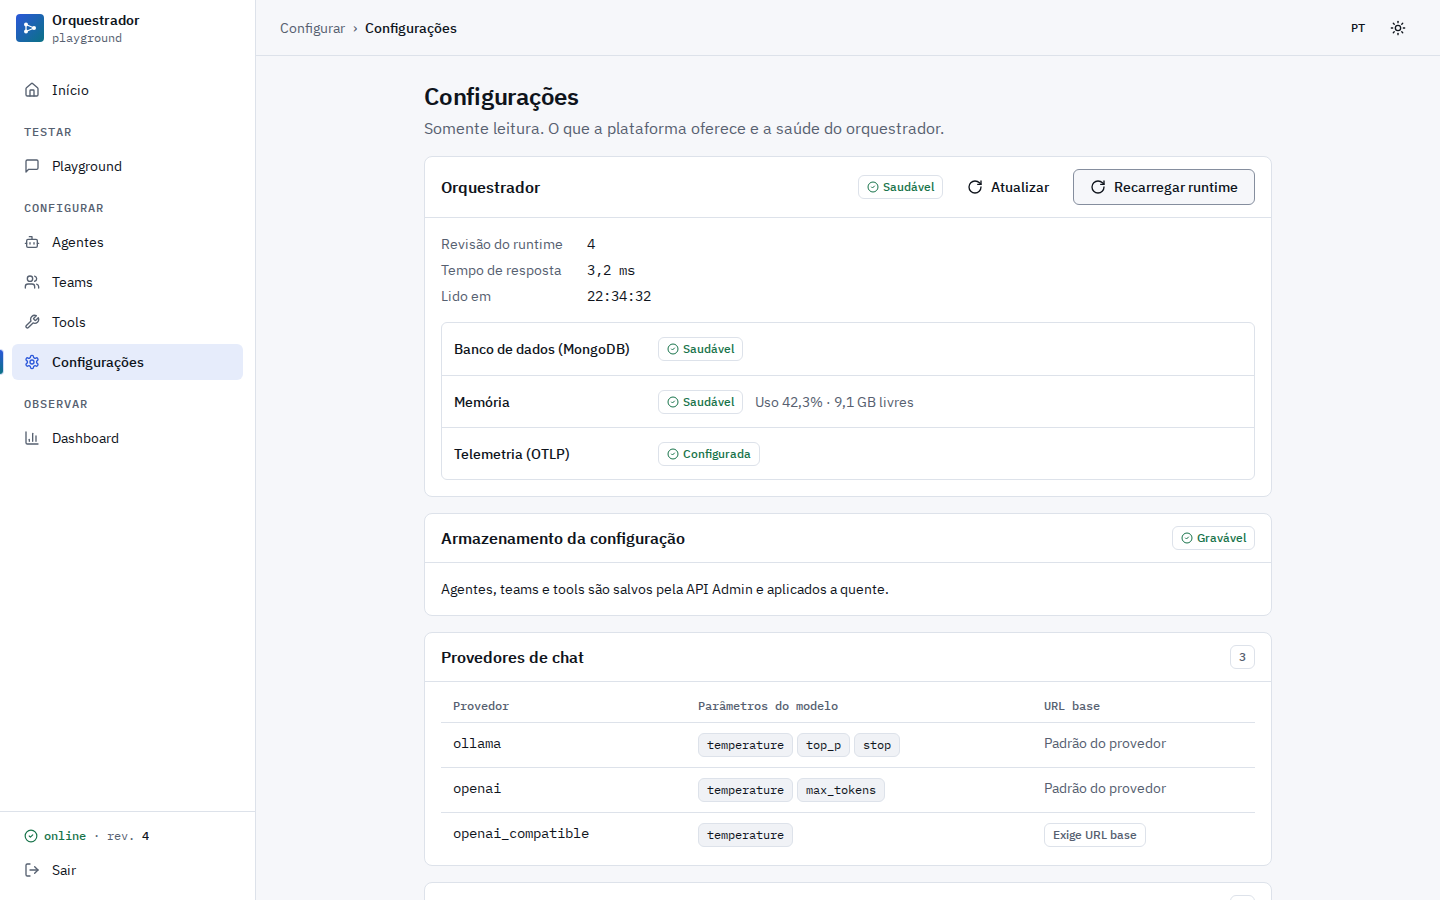 Orquestrador
playground
Início
TESTAR
Playground
CONFIGURAR
Agentes
Teams
Tools
Configurações
OBSERVAR
Dashboard
online · rev. 4
Sair
Configurar › Configurações
PT
Configurações
Somente leitura. O que a plataforma oferece e a saúde do orquestrador.
Orquestrador
Saudável
Atualizar
Recarregar runtime
Revisão do runtime 4
Tempo de resposta 3,2 ms
Lido em 22:34:32
Banco de dados (MongoDB) Saudável
Memória Saudável Uso 42,3% · 9,1 GB livres
Telemetria (OTLP) Configurada
Armazenamento da configuração Gravável
Agentes, teams e tools são salvos pela API Admin e aplicados a quente.
Provedores de chat 3
Provedor Parâmetros do modelo URL base
ollama temperature top_p stop Padrão do provedor
openai temperature max_tokens Padrão do provedor
openai_compatible temperature Exige URL base